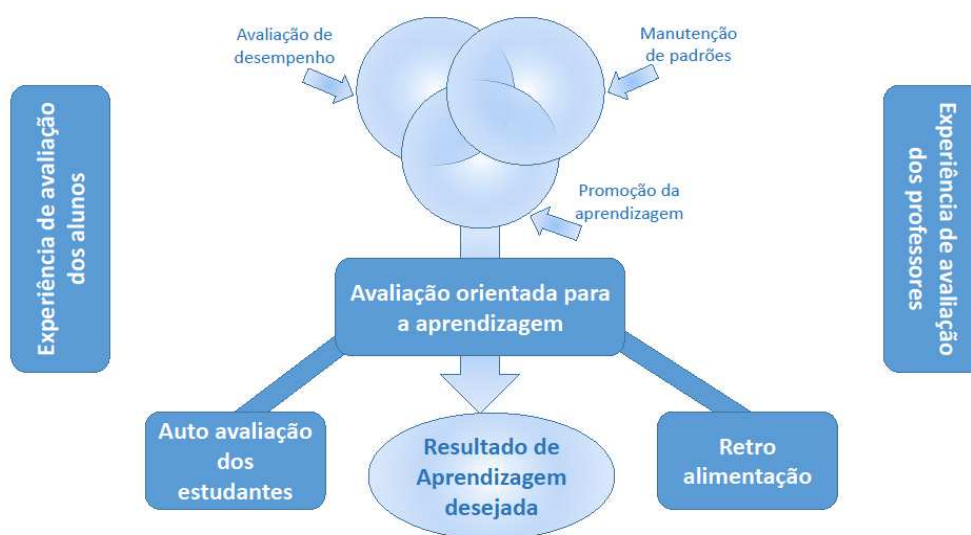 Avaliação de
desempenho
Manutenção
de padrões
Experiência de avaliação
dos alunos
Experiência de avaliação
dos professores
Promoção da
aprendizagem
Avaliação orientada para
a aprendizagem
Auto avaliação
dos
estudantes
Resultado de
Aprendizagem
desejada
Retro
alimentação